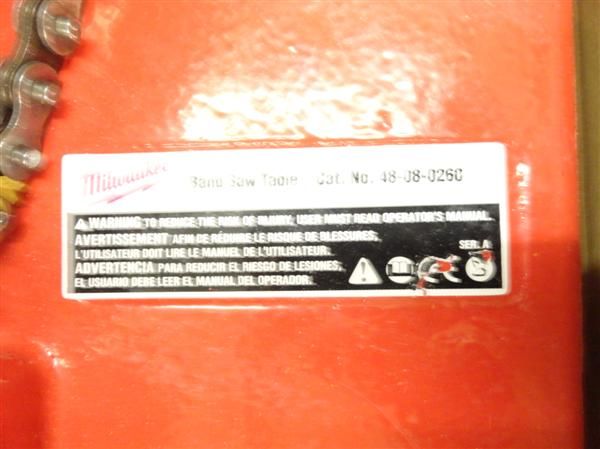 Milwaukee Band Saw Table Cat. No. 48-08-0260
WARNING TO REDUCE THE RISK OF INJURY, USER MUST READ OPERATOR'S MANUAL.
AVERTISSEMENT AFIN DE RÉDUIRE LE RISQUE DE BLESSURES,
L'UTILISATEUR DOIT LIRE LE MANUEL DE L'UTILISATEUR.
SER. A
ADVERTENCIA PARA REDUCIR EL RIESGO DE LESIONES,
EL USUARIO DEBE LEER EL MANUAL DEL OPERADOR.